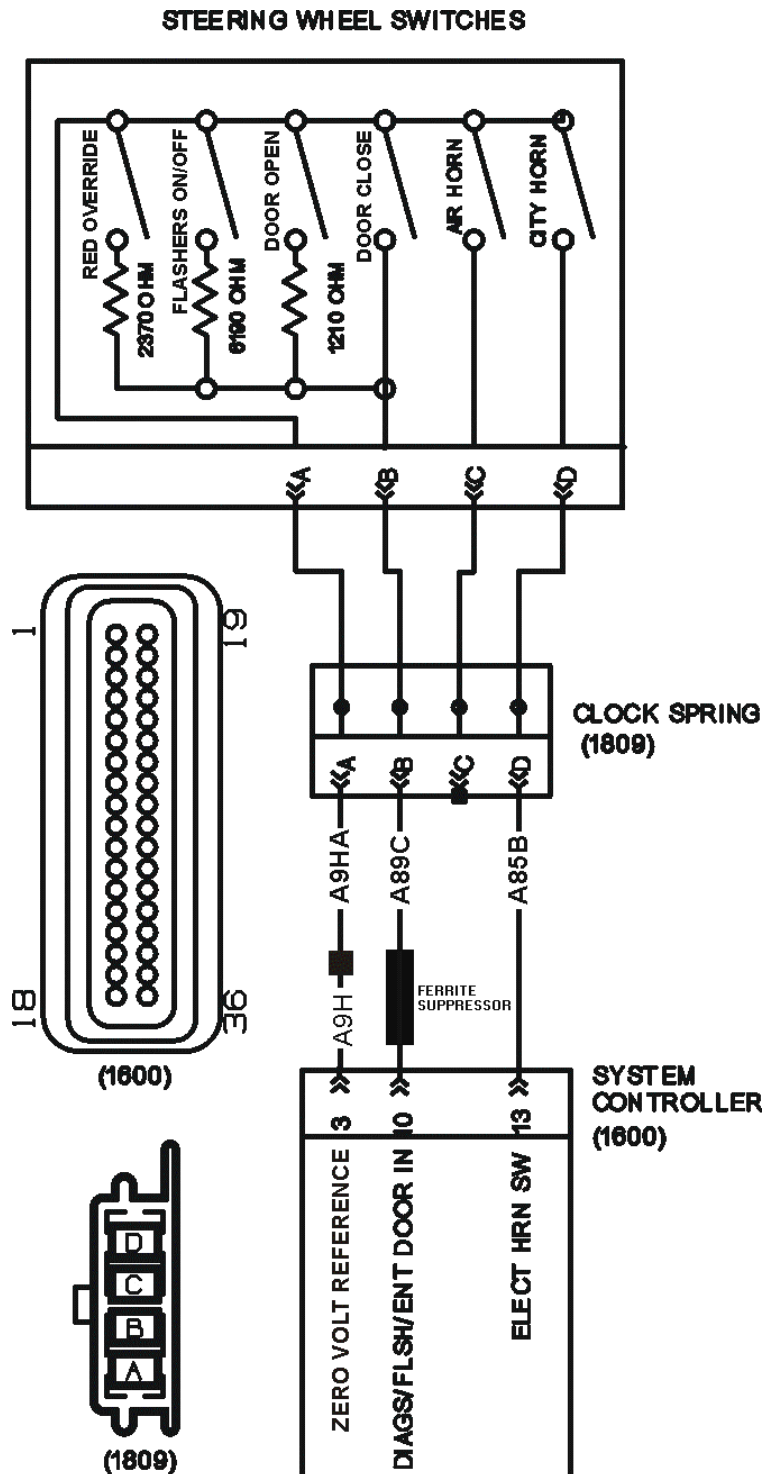 STEERING WHEEL SWITCHES
RED OVERRIDE
2370 OHM
FLASHERS ON/OFF
6190 OHM
DOOR OPEN
1210 OHM
DOOR CLOSE
AIR HORN
CITY HORN
A
B
C
D
1
19
18
36
(1600)
CLOCK SPRING
(1809)
A
B
C
D
A9HA
A89C
A85B
A9H
FERRITE
SUPPRESSOR
SYSTEM
CONTROLLER
(1600)
3
10
13
ZERO VOLT REFERENCE
DIAGS/FLSH/ENT DOOR IN
ELECT HRN SW
D
C
B
A
(1809)